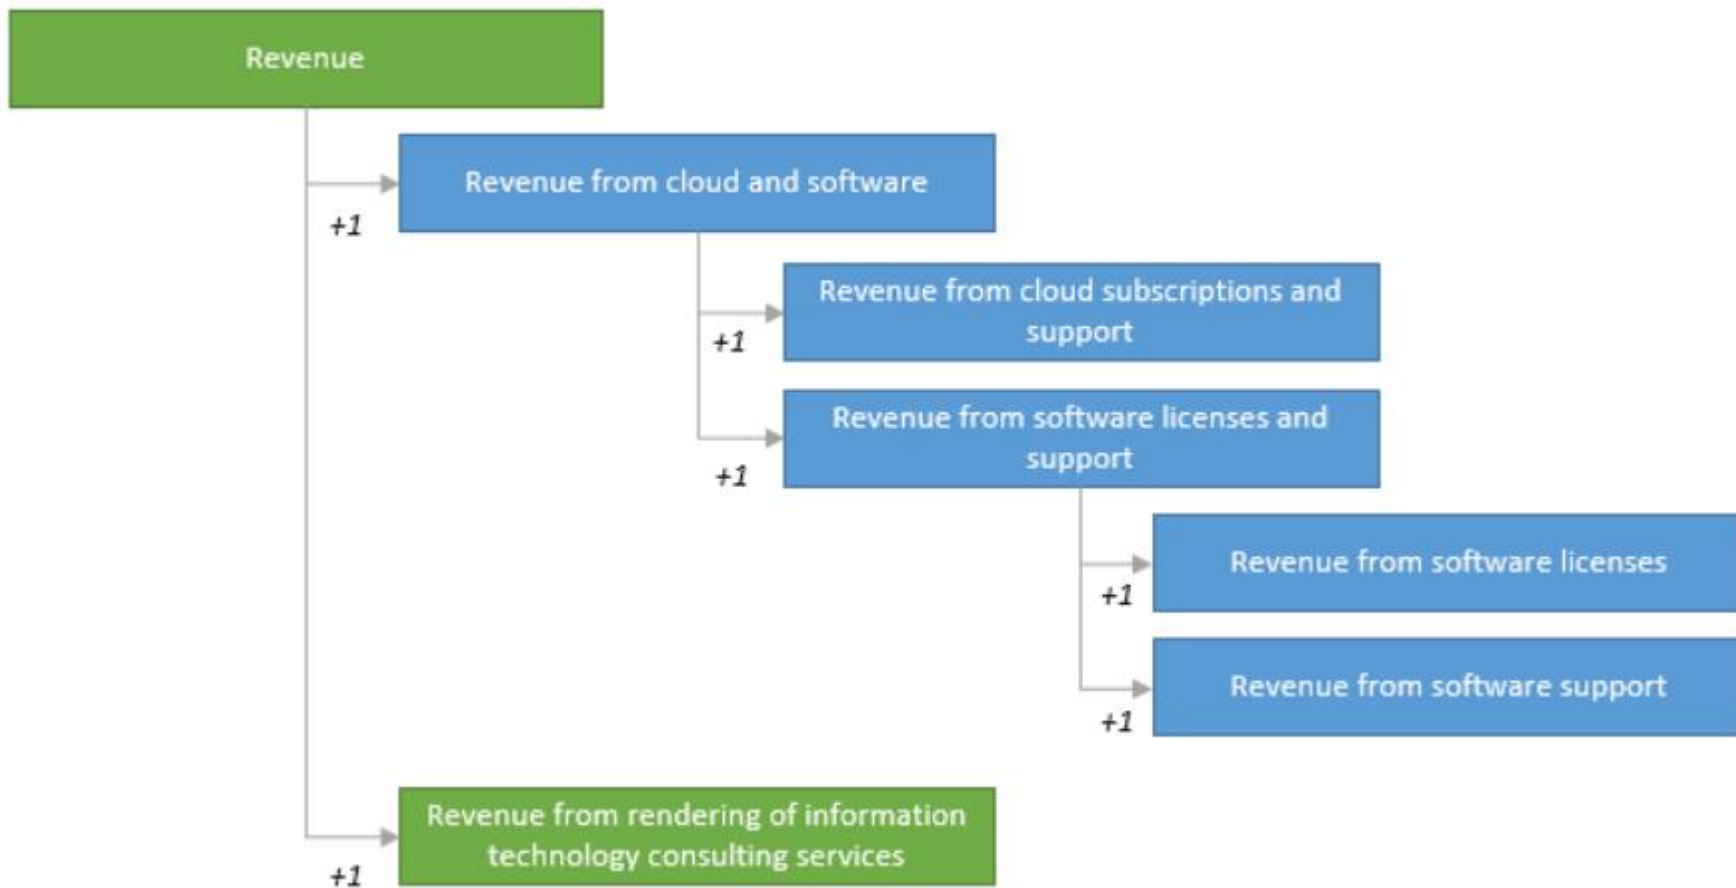 Revenue
Revenue from cloud and software
+1
Revenue from cloud subscriptions and
support
+1
Revenue from software licenses and
support
+1
Revenue from software licenses
+1
Revenue from software support
+1
Revenue from rendering of information
technology consulting services
+1